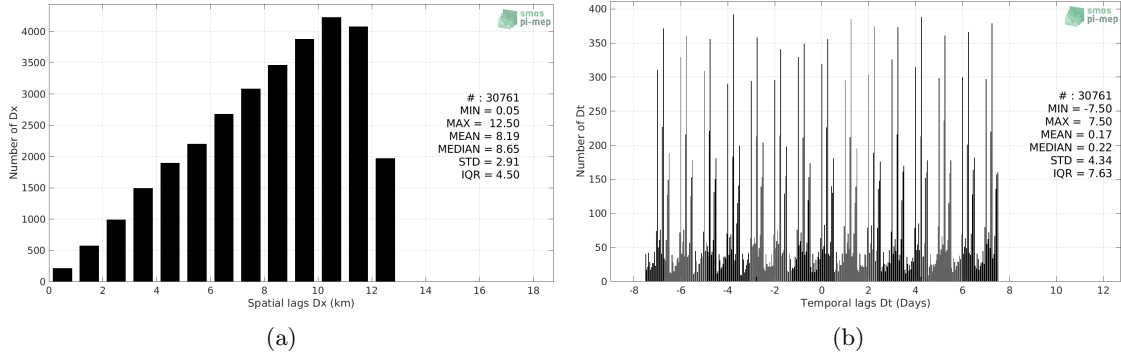 smos
pi-mep
4000
3500
3000
2500
2000
1500
1000
500
0
Number of Dx
# : 30761
MIN = 0.05
MAX = 12.50
MEAN = 8.19
MEDIAN = 8.65
STD = 2.91
IQR = 4.50
0 2 4 6 8 10 12 14 16 18
Spatial lags Dx (km)
(a)
smos
pi-mep
400
350
300
250
200
150
100
50
0
Number of Dt
# : 30761
MIN = -7.50
MAX = 7.50
MEAN = 0.17
MEDIAN = 0.22
STD = 4.34
IQR = 7.63
-8 -6 -4 -2 0 2 4 6 8 10 12
Temporal lags Dt (Days)
(b)